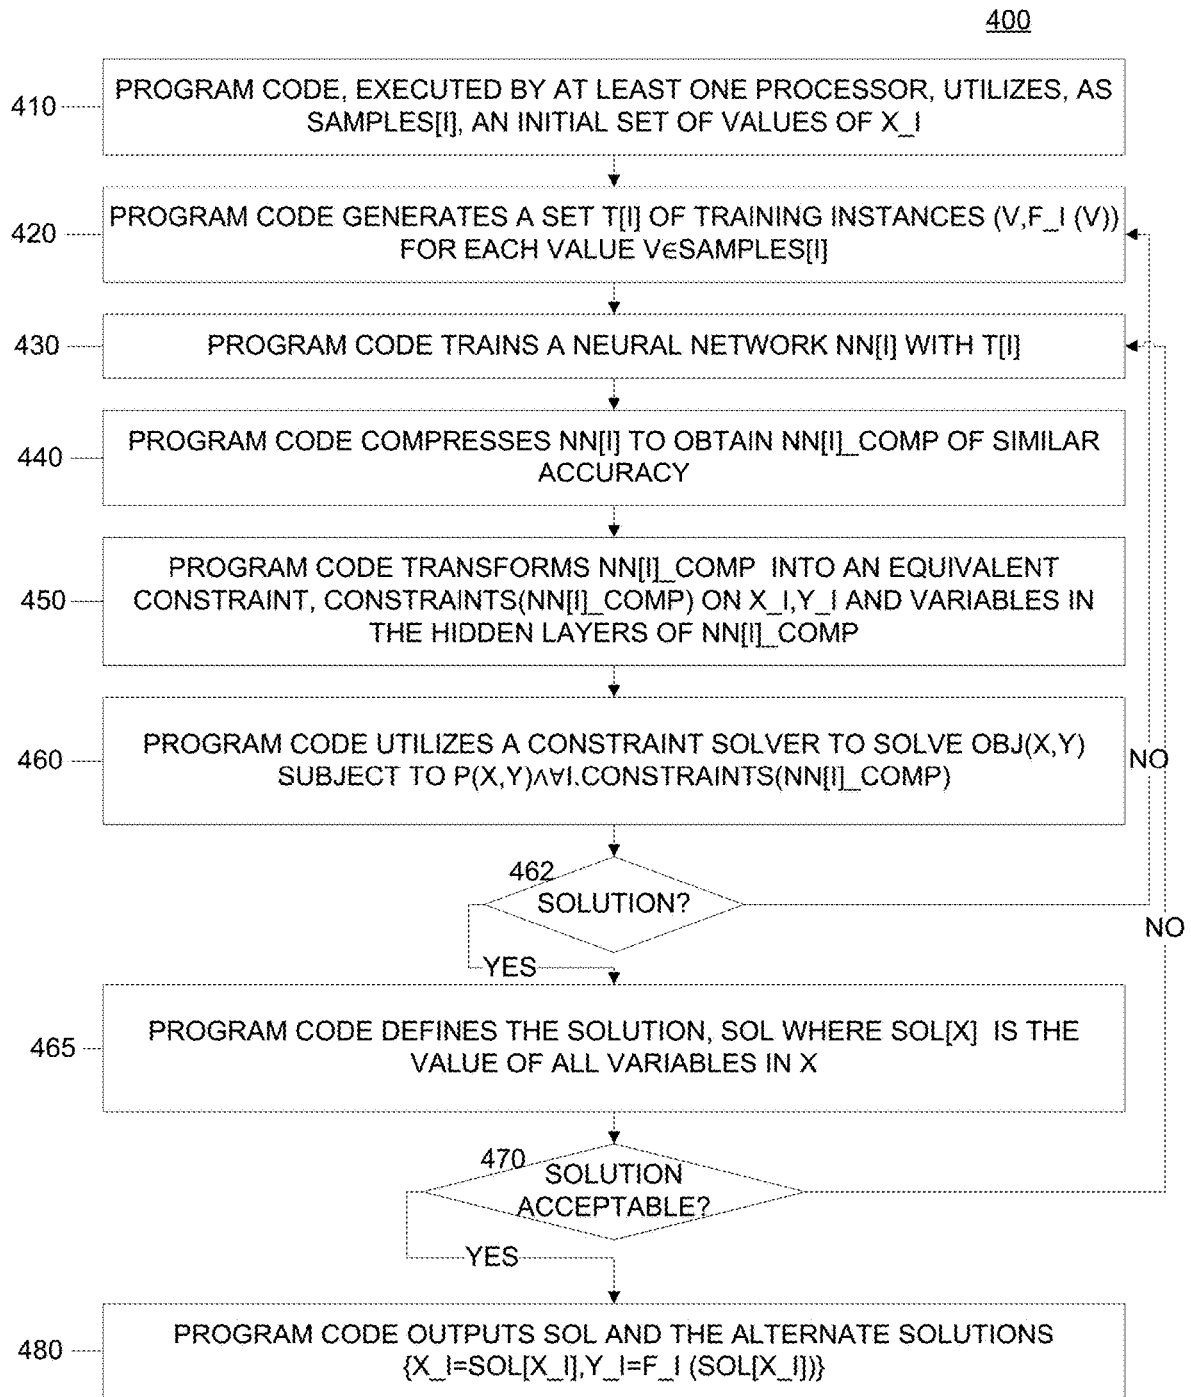 400
410
PROGRAM CODE, EXECUTED BY AT LEAST ONE PROCESSOR, UTILIZES, AS
SAMPLES[I], AN INITIAL SET OF VALUES OF X_I
420
PROGRAM CODE GENERATES A SET T[I] OF TRAINING INSTANCES (V,F_I (V))
FOR EACH VALUE V∈SAMPLES[I]
430
PROGRAM CODE TRAINS A NEURAL NETWORK NN[I] WITH T[I]
440
PROGRAM CODE COMPRESSES NN[I] TO OBTAIN NN[I]_COMP OF SIMILAR
ACCURACY
450
PROGRAM CODE TRANSFORMS NN[I]_COMP INTO AN EQUIVALENT
CONSTRAINT, CONSTRAINTS(NN[I]_COMP) ON X_I,Y_I AND VARIABLES IN
THE HIDDEN LAYERS OF NN[I]_COMP
460
PROGRAM CODE UTILIZES A CONSTRAINT SOLVER TO SOLVE OBJ(X,Y)
SUBJECT TO P(X,Y)∧∀I.CONSTRAINTS(NN[I]_COMP)
NO
462
SOLUTION?
NO
YES
465
PROGRAM CODE DEFINES THE SOLUTION, SOL WHERE SOL[X] IS THE
VALUE OF ALL VARIABLES IN X
470
SOLUTION
ACCEPTABLE?
YES
480
PROGRAM CODE OUTPUTS SOL AND THE ALTERNATE SOLUTIONS
{X_I=SOL[X_I],Y_I=F_I (SOL[X_I])}